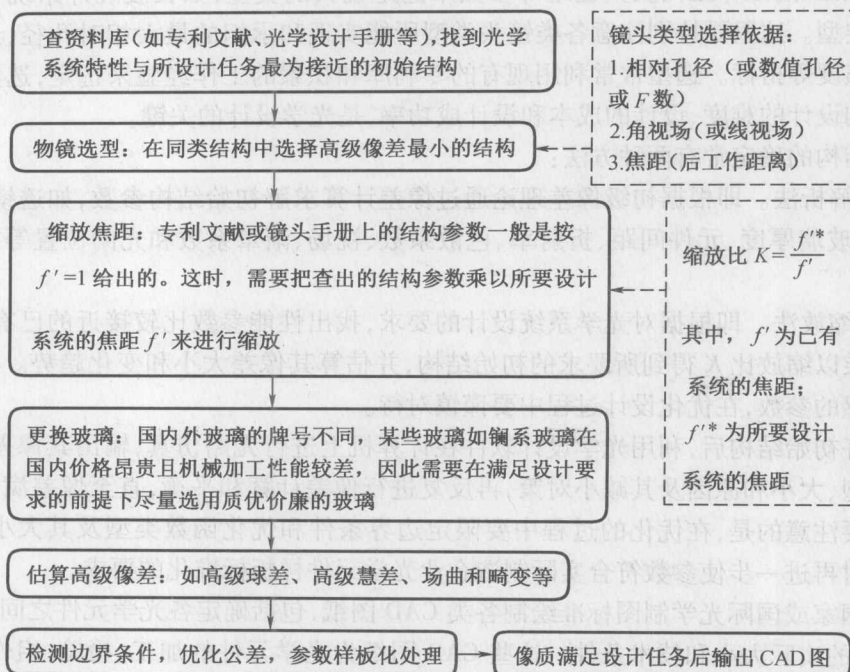 查资料库(如专利文献、光学设计手册等),找到光学
系统特性与所设计任务最为接近的初始结构
镜头类型选择依据:
1.相对孔径(或数值孔径
或F数)
2.角视场(或线视场)
3.焦距(后工作距离)
物镜选型:在同类结构中选择高级像差最小的结构
缩放焦距:专利文献或镜头手册上的结构参数一般是按
f′=1给出的。这时,需要把查出的结构参数乘以所要设计
系统的焦距f′来进行缩放
缩放比K=f′*/f′
其中,f′为已有
系统的焦距;
f′*为所要设计
系统的焦距
更换玻璃:国内外玻璃的牌号不同,某些玻璃如镧系玻璃在
国内价格昂贵且机械加工性能较差,因此需要在满足设计要
求的前提下尽量选用质优价廉的玻璃
估算高级像差:如高级球差、高级慧差、场曲和畸变等
检测边界条件,优化公差,参数样板化处理
像质满足设计任务后输出CAD图